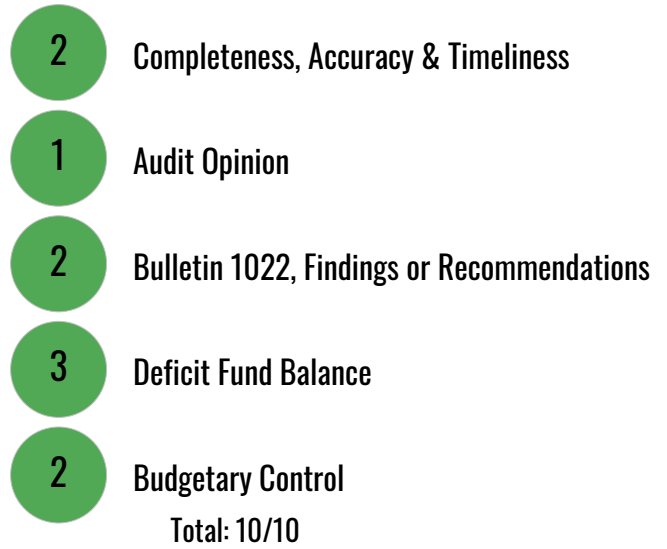 2 Completeness, Accuracy & Timeliness
1 Audit Opinion
2 Bulletin 1022, Findings or Recommendations
3 Deficit Fund Balance
2 Budgetary Control
Total: 10/10